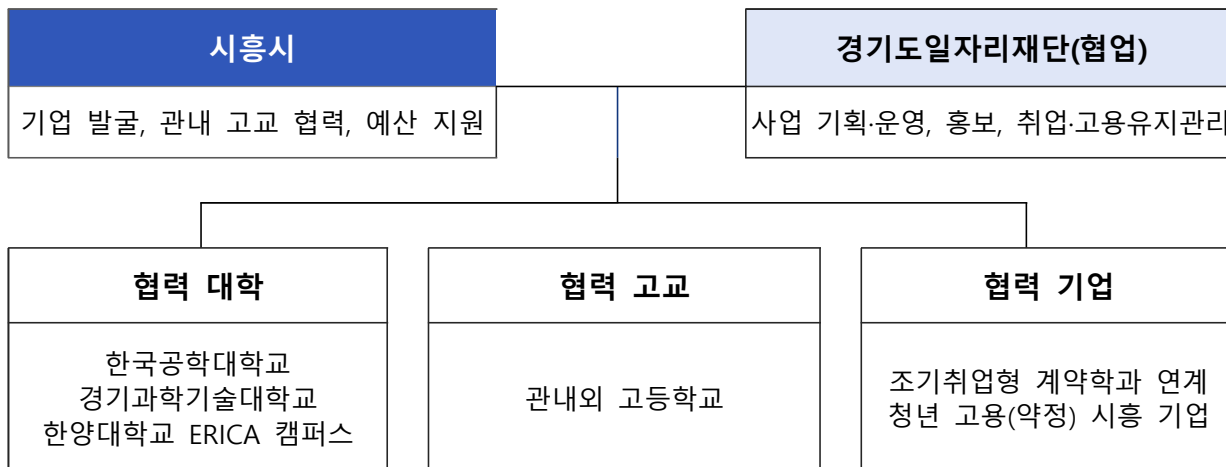 시흥시
경기도일자리재단(협업)
기업 발굴, 관내 고교 협력, 예산 지원
사업 기획·운영, 홍보, 취업·고용유지관리
협력 대학
협력 고교
협력 기업
한국공학대학교
경기과학기술대학교
한양대학교 ERICA 캠퍼스
관내외 고등학교
조기취업형 계약학과 연계
청년 고용(약정) 시흥 기업